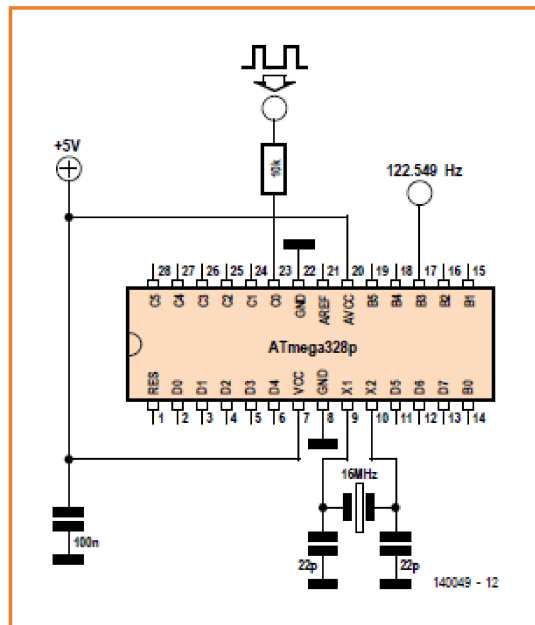 +5V
10k
122.549 Hz
28 27 26 25 24 23 22 21 20 19 18 17 16 15
C5 C4 C3 C2 C1 C0 GND AREF AVCC B5 B4 B3 B2 B1
ATmega328p
RES D0 D1 D2 D3 D4 VCC GND X1 X2 D5 D6 D7 B0
1 2 3 4 5 6 7 8 9 10 11 12 13 14
16MHz
100n
22p
22p
140049 - 12